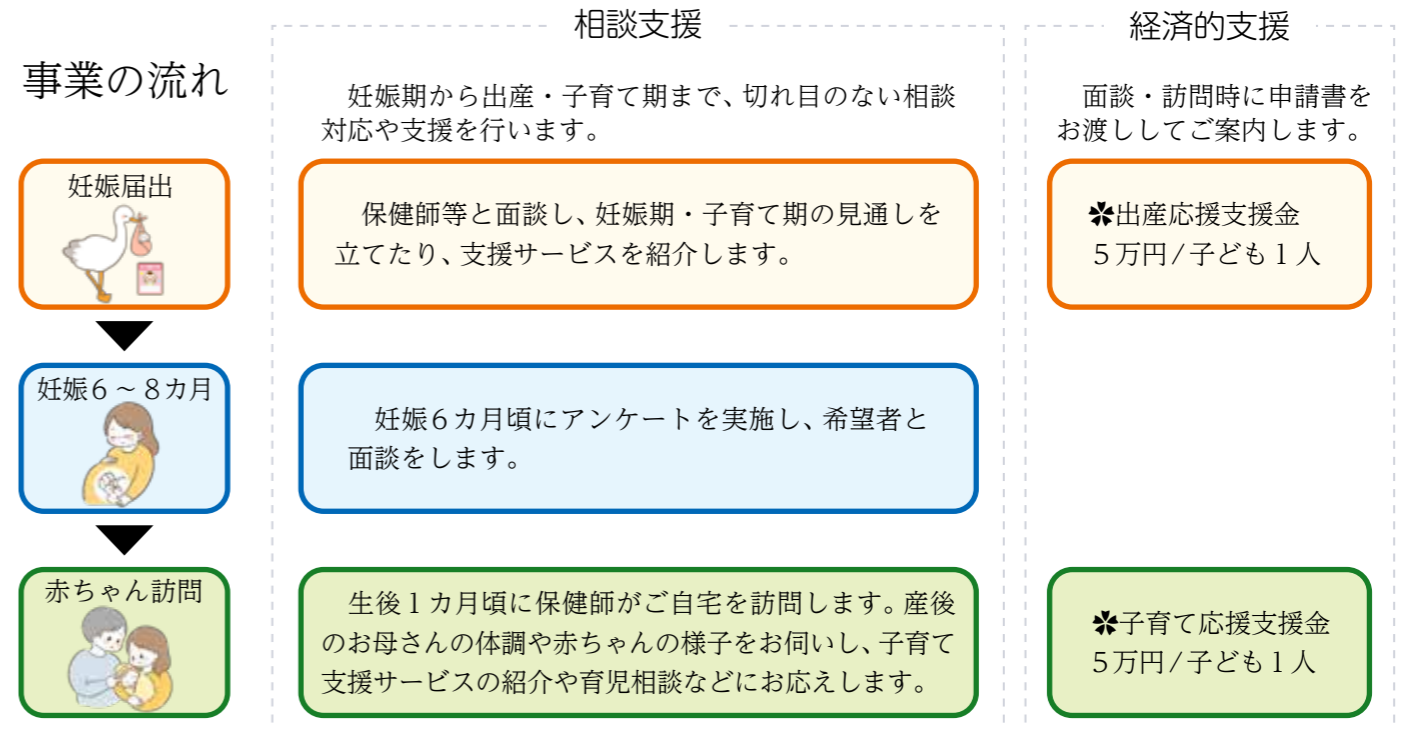 事業の流れ
相談支援
経済的支援
妊娠期から出産・子育て期まで、切れ目のない相談
対応や支援を行います。
面談・訪問時に申請書を
お渡ししてご案内します。
妊娠届出
保健師等と面談し、妊娠期・子育て期の見通しを
立てたり、支援サービスを紹介します。
✽出産応援支援金
５万円/子ども１人
妊娠６～８カ月
妊娠６カ月頃にアンケートを実施し、希望者と
面談をします。
赤ちゃん訪問
生後１カ月頃に保健師がご自宅を訪問します。産後
のお母さんの体調や赤ちゃんの様子をお伺いし、子育て
支援サービスの紹介や育児相談などにお応えします。
✽子育て応援支援金
５万円/子ども１人